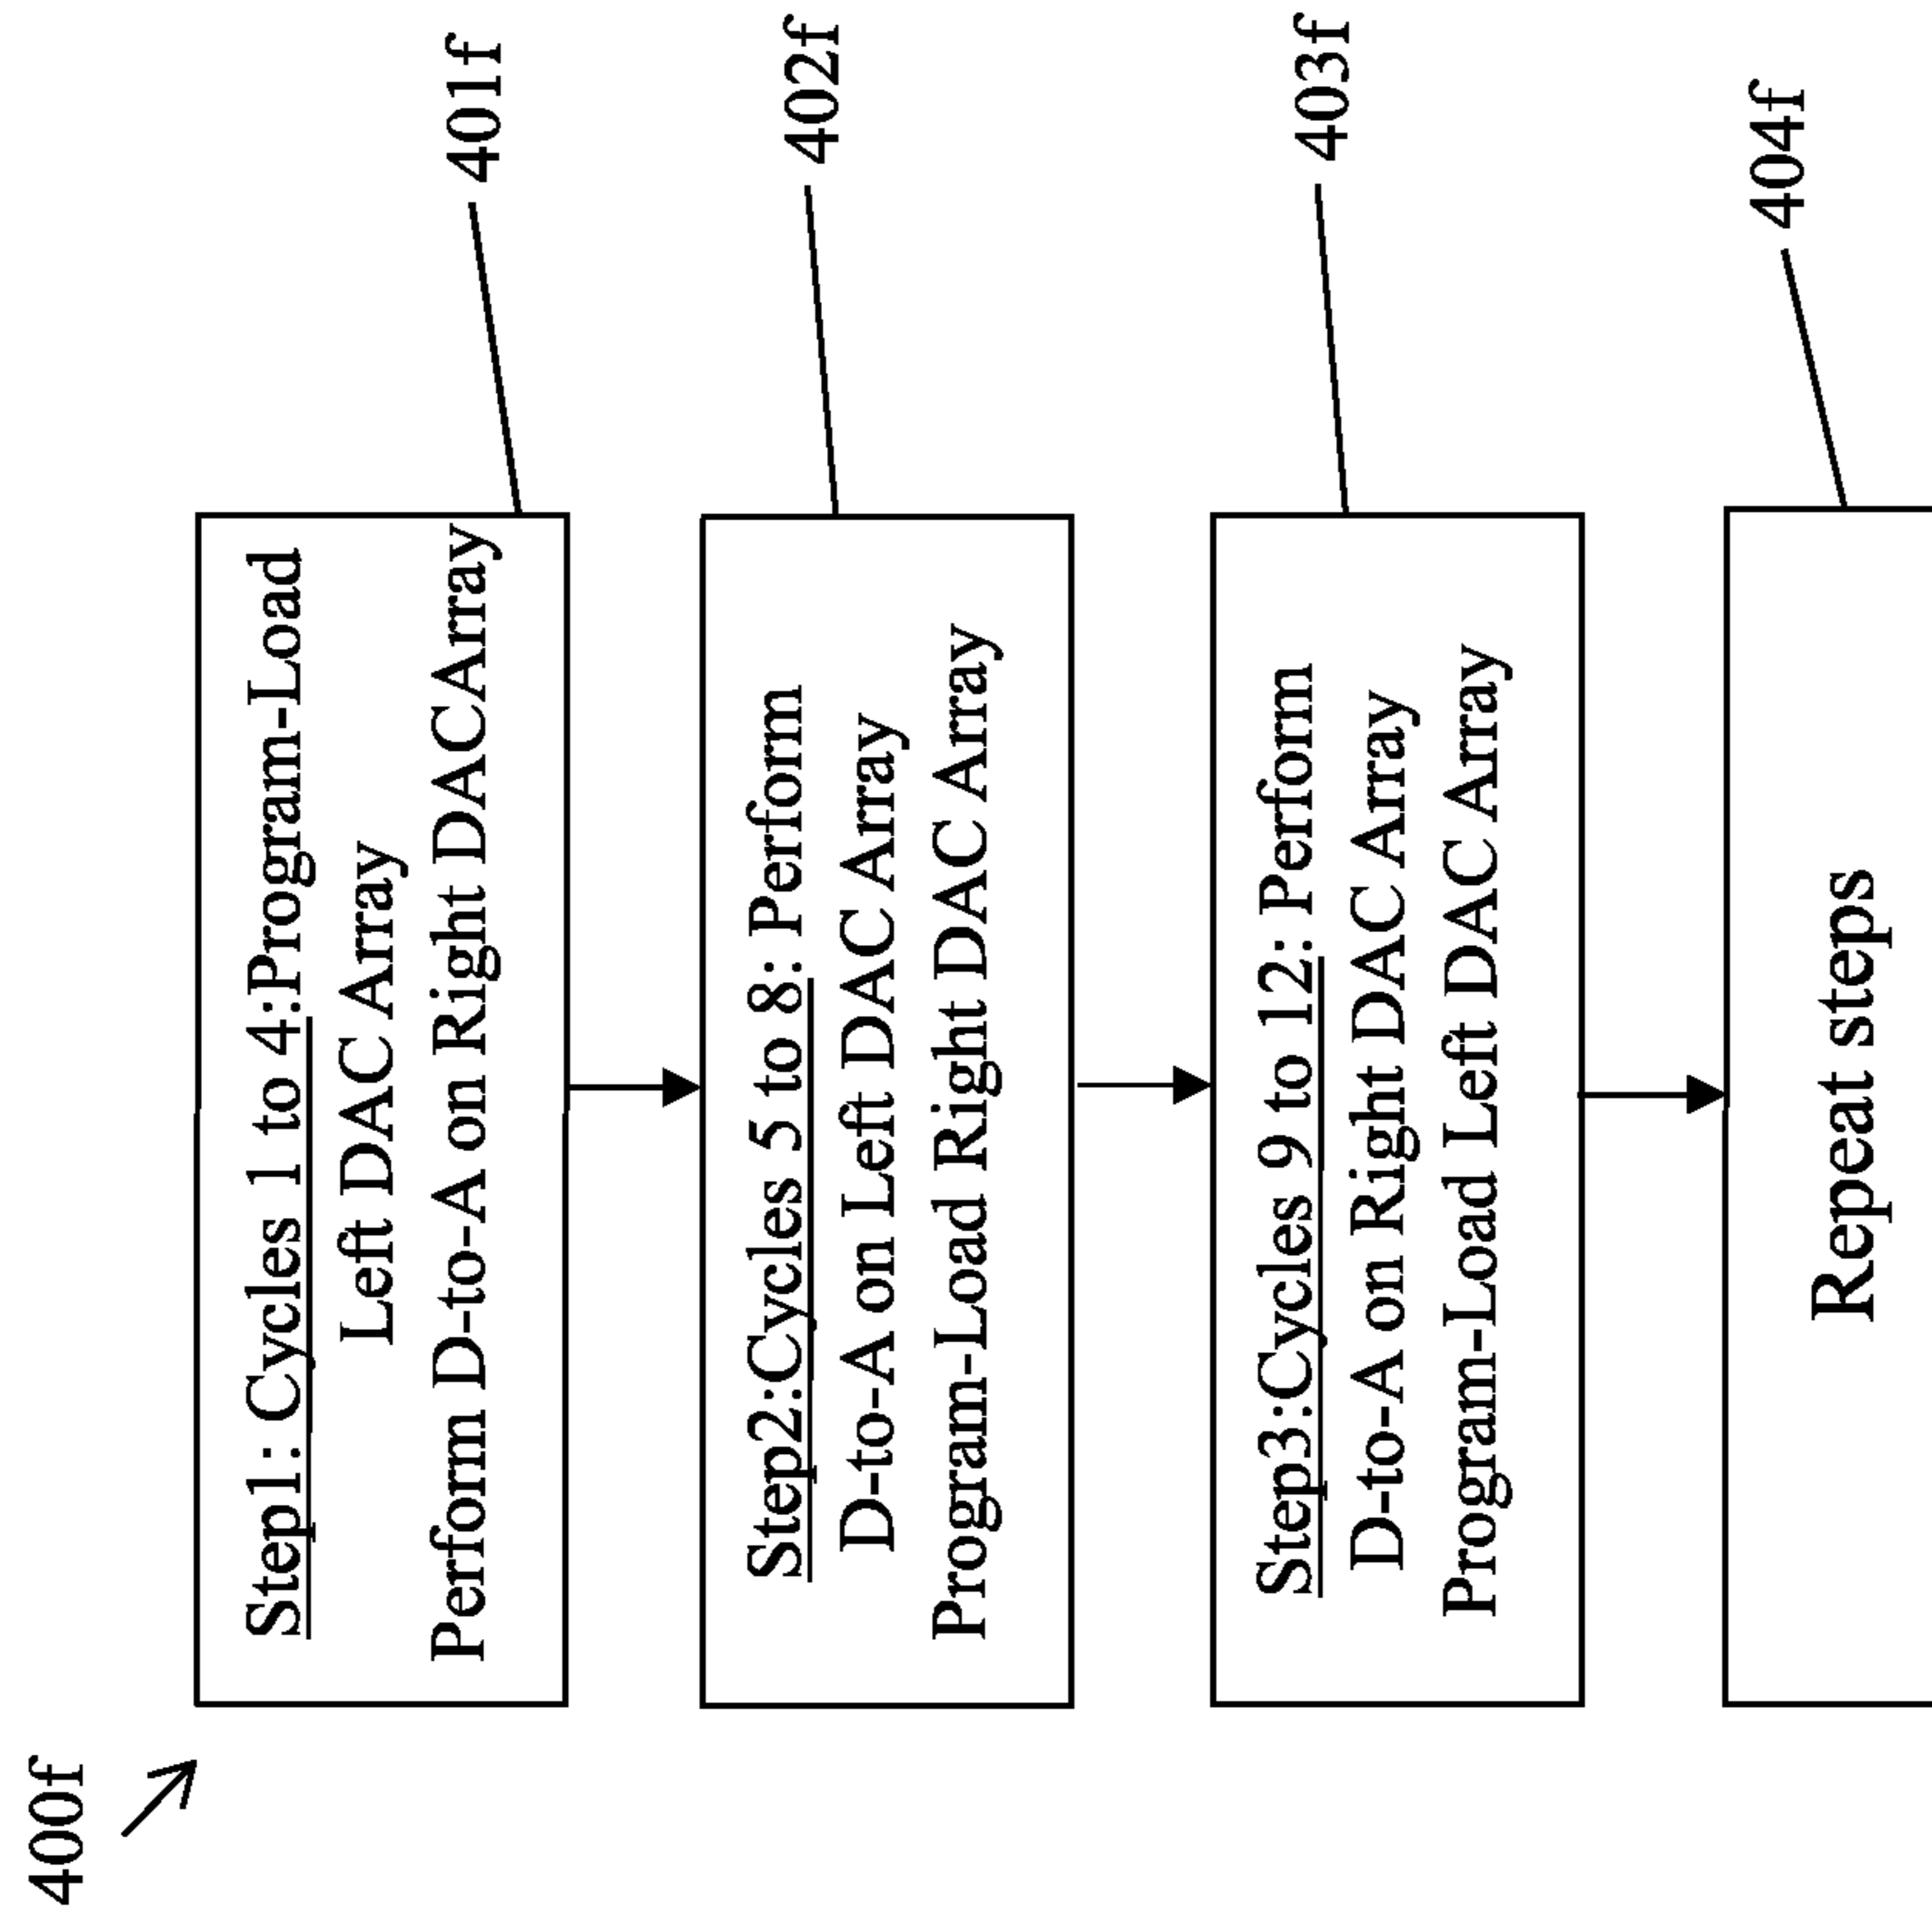 400f
Step1: Cycles 1 to 4:Program-Load
Left DAC Array
Perform D-to-A on Right DACArray
401f
Step2:Cycles 5 to 8: Perform
D-to-A on Left DAC Array
Program-Load Right DAC Array
402f
Step3:Cycles 9 to 12: Perform
D-to-A on Right DAC Array
Program-Load Left DAC Array
403f
Repeat steps
404f